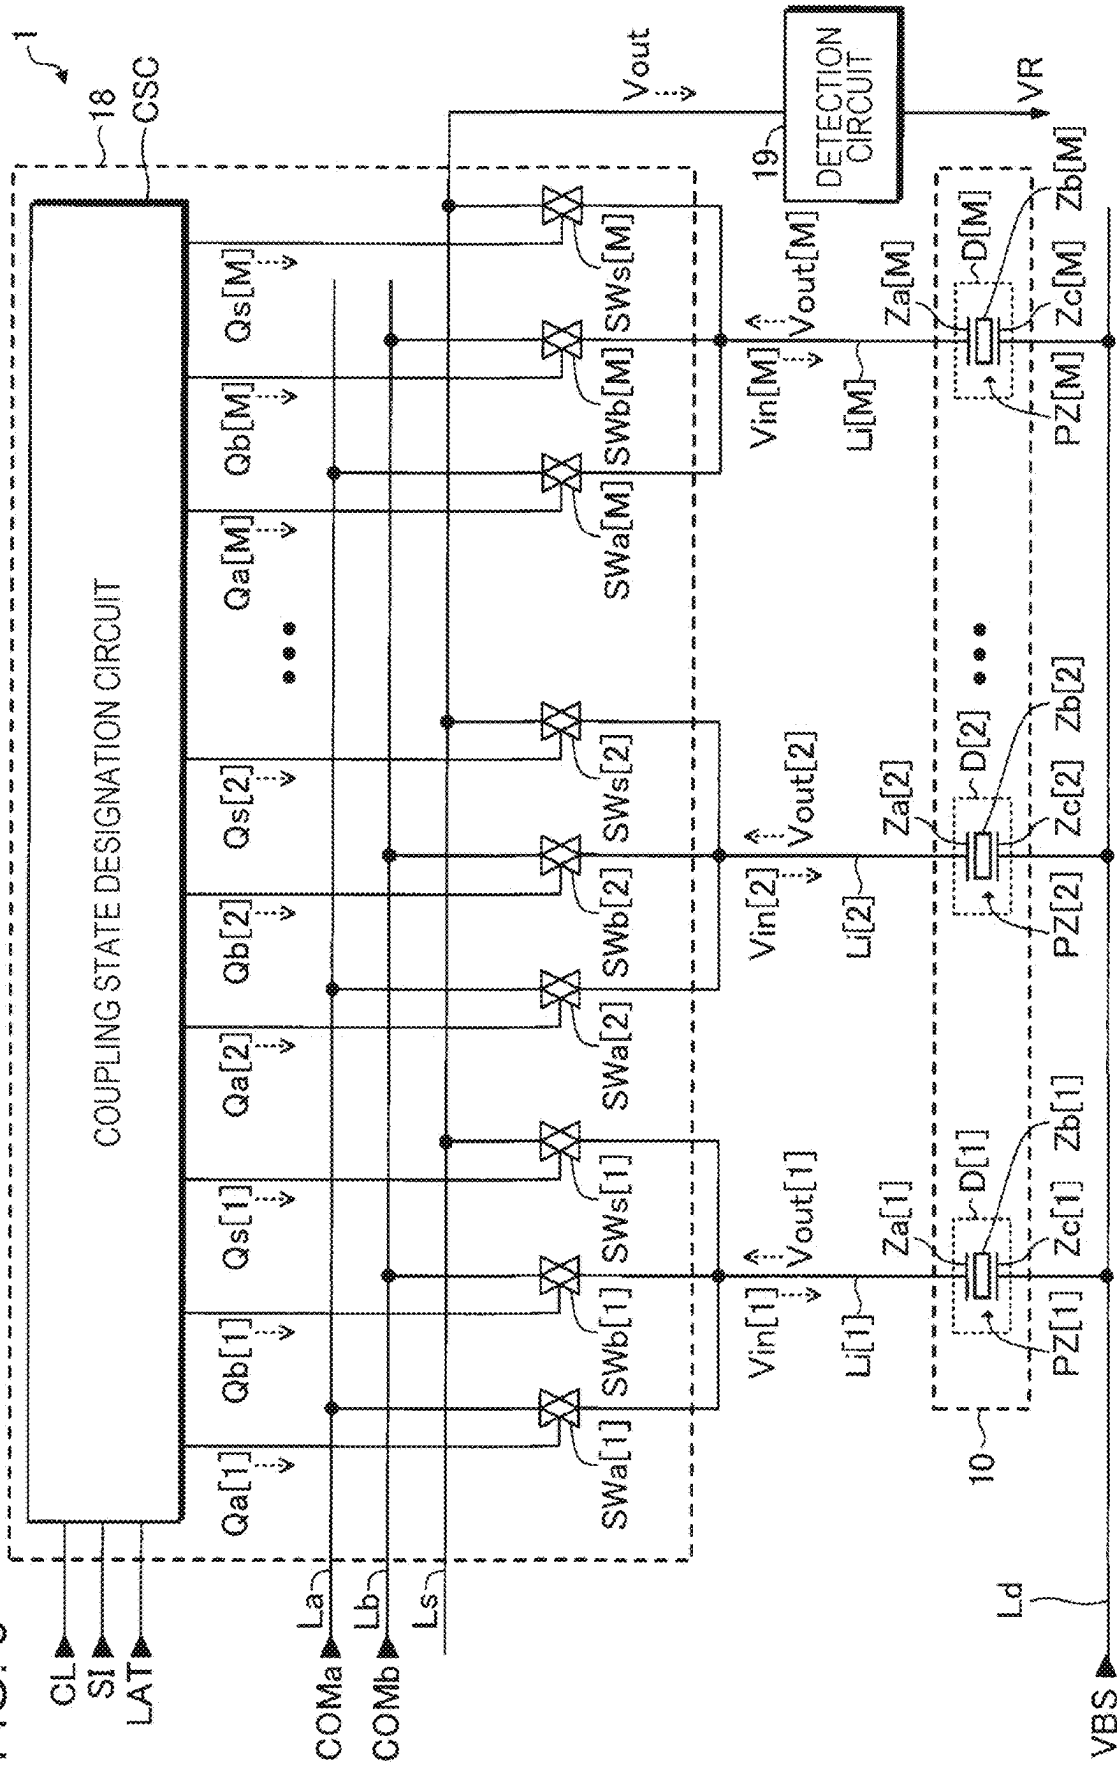 1
18
CSC
COUPLING STATE DESIGNATION CIRCUIT
CL
SI
LAT
Qa[1]
Qb[1]
Qs[1]
Qa[2]
Qb[2]
Qs[2]
Qa[M]
Qb[M]
Qs[M]
COMa
La
COMb
Lb
Ls
SWa[1]
SWb[1]
SWs[1]
SWa[2]
SWb[2]
SWs[2]
SWa[M]
SWb[M]
SWs[M]
Vout
19
DETECTION
CIRCUIT
VR
Vin[1]
Vout[1]
Vin[2]
Vout[2]
Vin[M]
Vout[M]
Li[1]
Li[2]
Li[M]
Za[1]
Za[2]
Za[M]
10
D[1]
D[2]
D[M]
PZ[1]
Zc[1]
Zb[1]
PZ[2]
Zc[2]
Zb[2]
PZ[M]
Zc[M]
Zb[M]
Ld
VBS